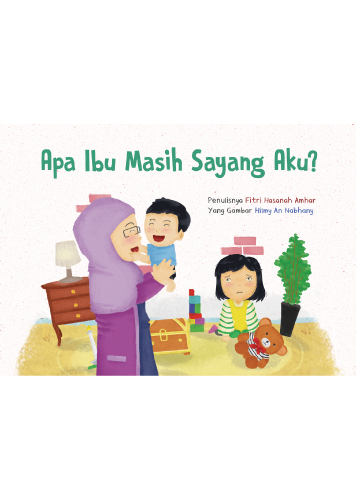 Apa Ibu Masih Sayang Aku?
Penulisnya Fitri Hasanah Amhar
Yang Gambar Hilmy An Nabhany